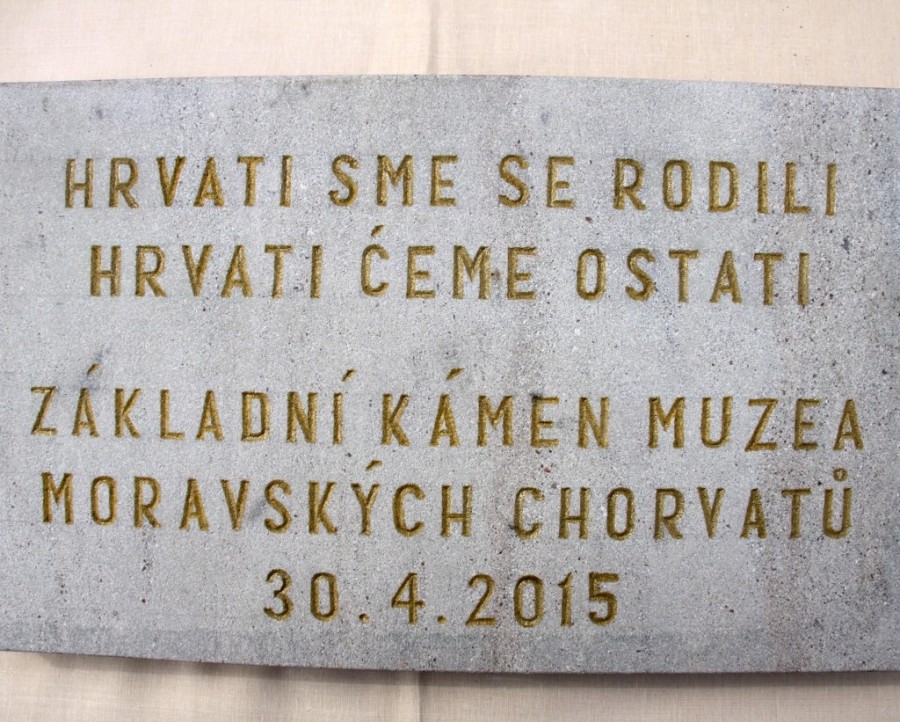 HRVATI SME SE RODILI
HRVATI ĆEME OSTATI
ZÁKLADNÍ KÁMEN MUZEA
MORAVSKÝCH CHORVATŮ
30.4.2015